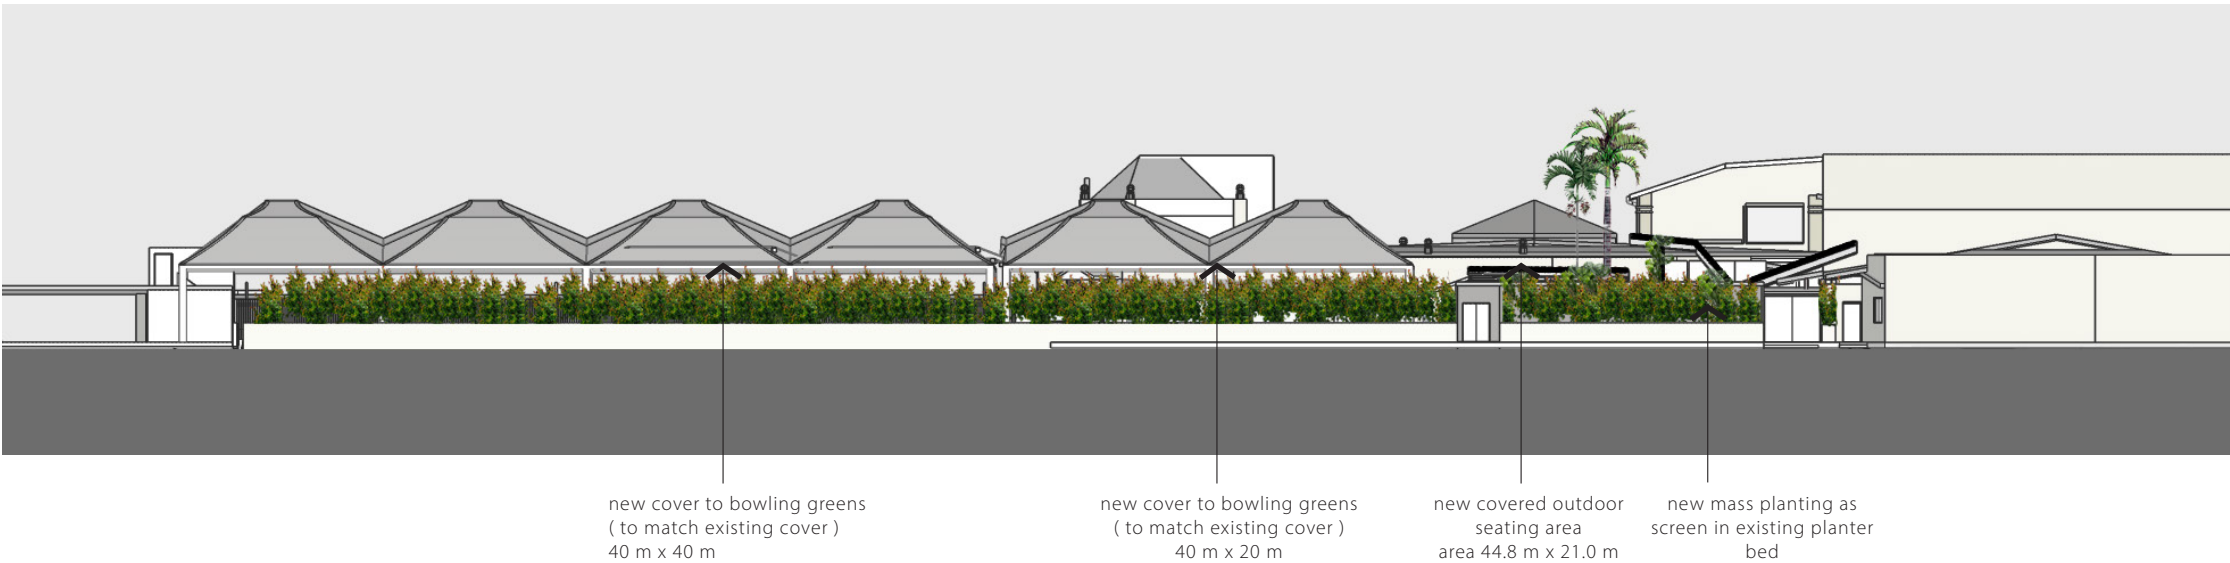 new cover to bowling greens
( to match existing cover )
40 m x 40 m
new cover to bowling greens
( to match existing cover )
40 m x 20 m
new covered outdoor
seating area
area 44.8 m x 21.0 m
new mass planting as
screen in existing planter
bed